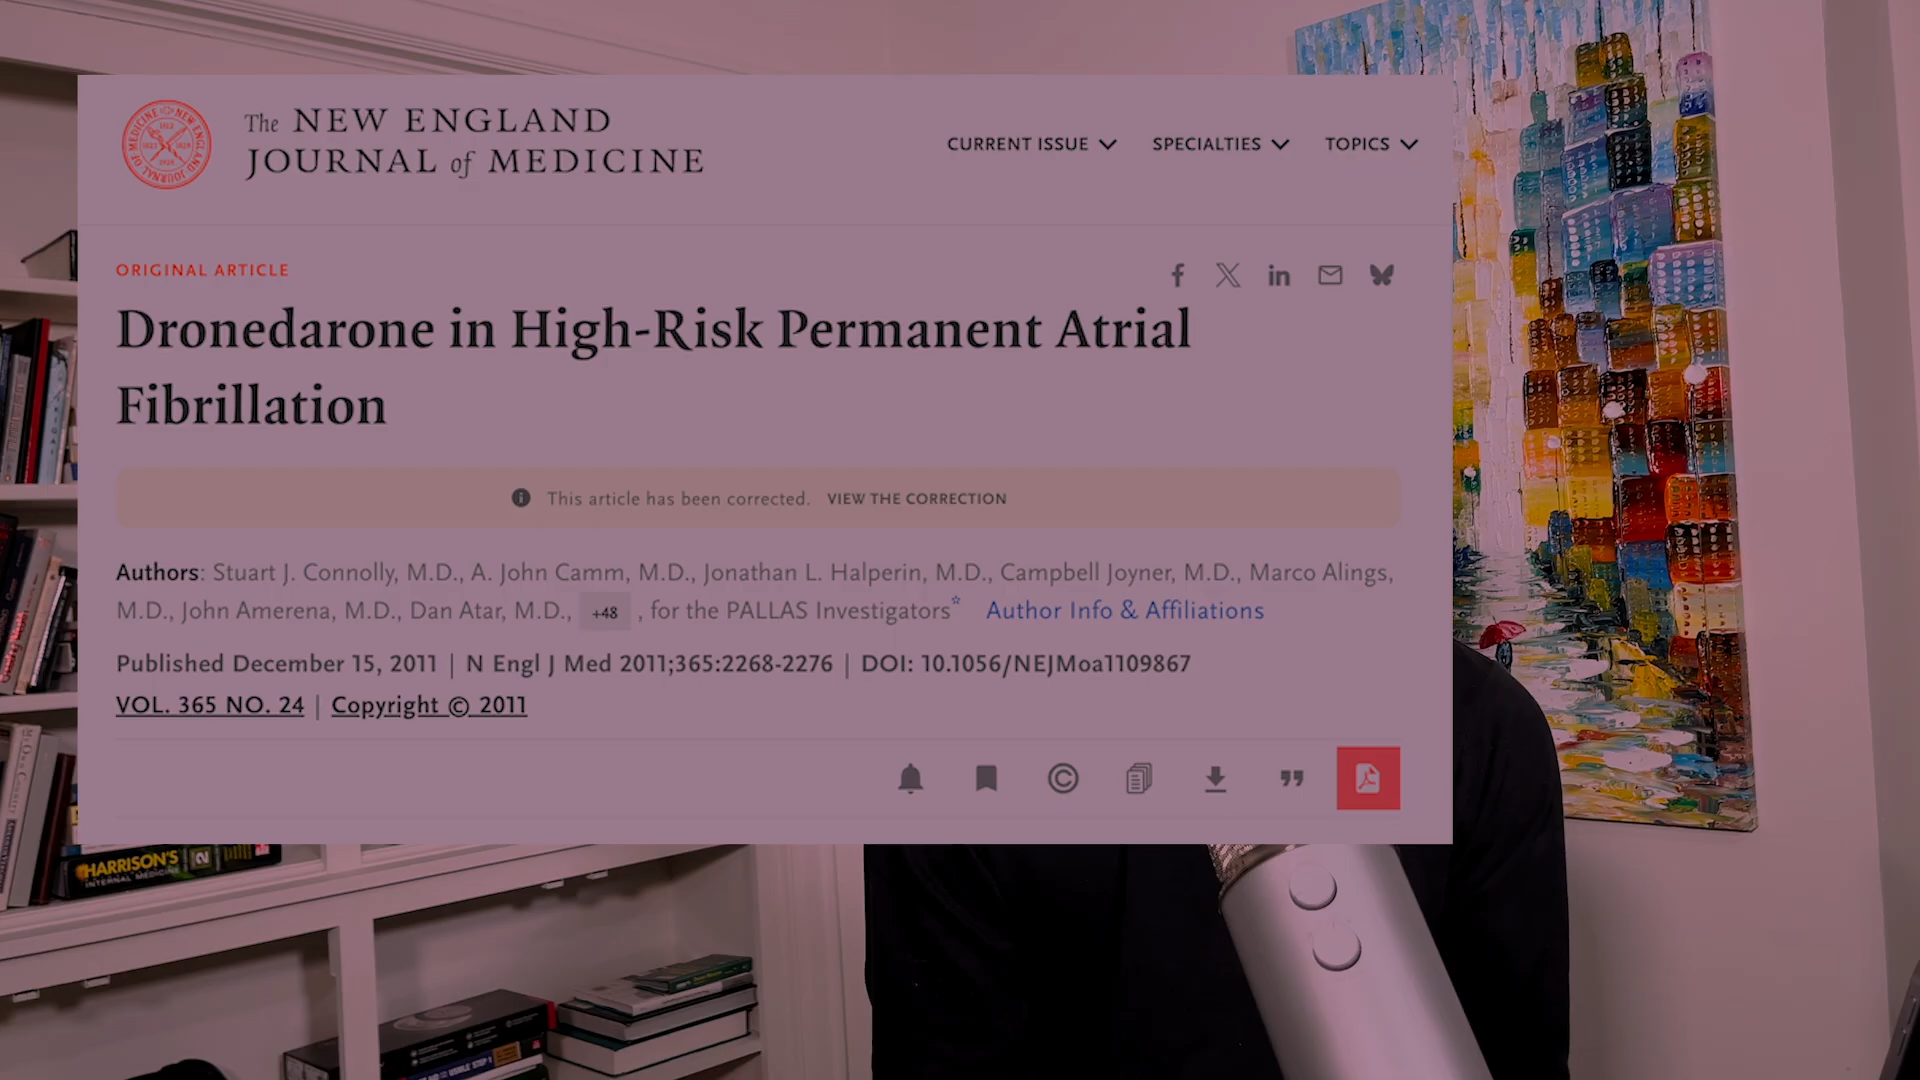 The NEW ENGLAND
JOURNAL of MEDICINE
CURRENT ISSUE
SPECIALTIES
TOPICS
ORIGINAL ARTICLE
Dronedarone in High-Risk Permanent Atrial
Fibrillation
This article has been corrected. VIEW THE CORRECTION
Authors: Stuart J. Connolly, M.D., A. John Camm, M.D., Jonathan L. Halperin, M.D., Campbell Joyner, M.D., Marco Alings,
M.D., John Amerena, M.D., Dan Atar, M.D., +48 , for the PALLAS Investigators* Author Info & Affiliations
Published December 15, 2011 | N Engl J Med 2011;365:2268-2276 | DOI: 10.1056/NEJMoa1109867
VOL. 365 NO. 24 | Copyright © 2011
HARRISON'S
INTERNAL MEDICINE
2